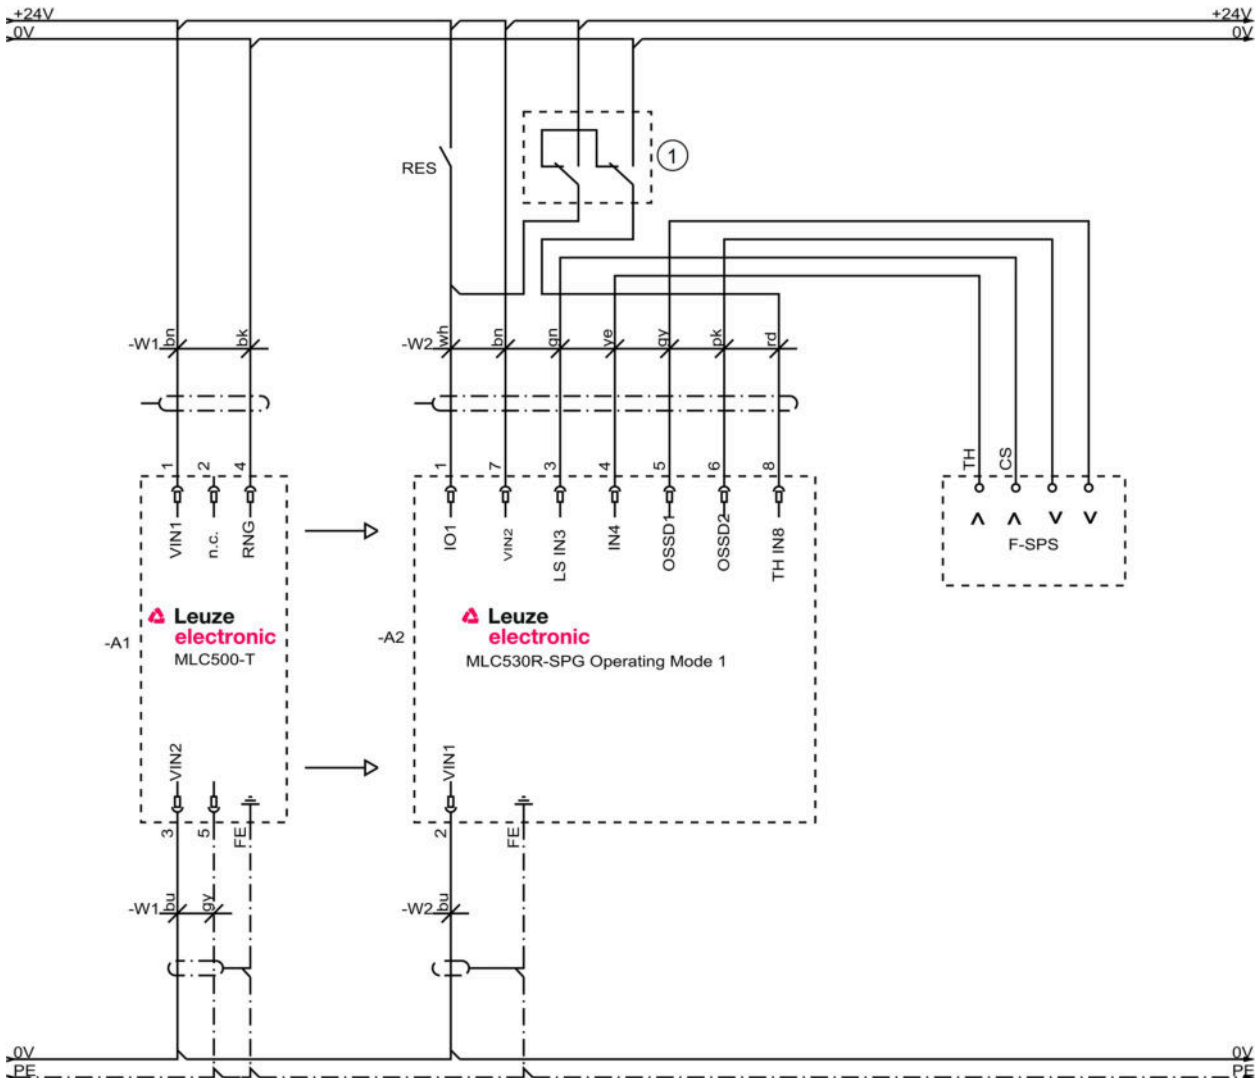 +24V +24V
0V 0V
1
RES
-W1 bn bk
-W2 wh bn gn ye gy pk rd
1 2 4
1 7 3 4 5 6 8
TH CS
VIN1 n.c. RNG
IO1 VIN2 LS IN3 IN4 OSSD1 OSSD2 TH IN8
F-SPS
-A1
Leuze
electronic
MLC500-T
-A2
Leuze
electronic
MLC530R-SPG Operating Mode 1
VIN2
VIN1
3 5 FE
2 FE
-W1 bu gy
-W2 bu
0V 0V
PE PE